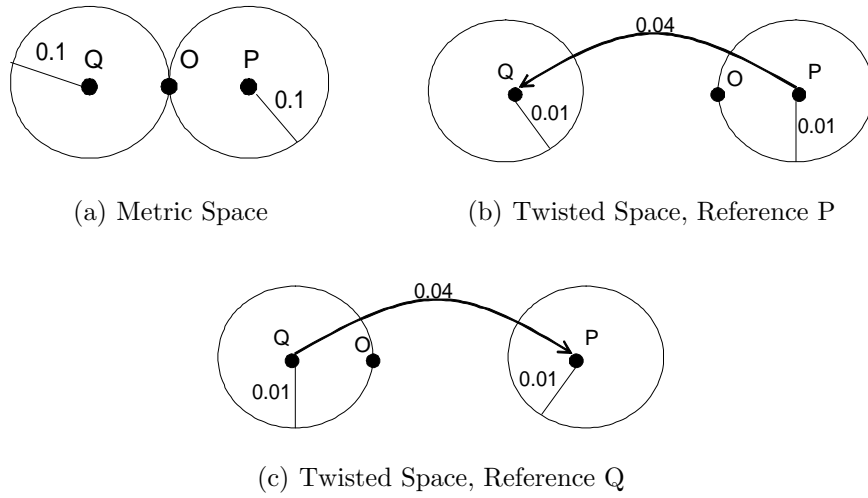 0.1 Q O P
0.1
(a) Metric Space
0.04
Q O P
0.01 0.01
(b) Twisted Space, Reference P
0.04
Q O P
0.01 0.01
(c) Twisted Space, Reference Q